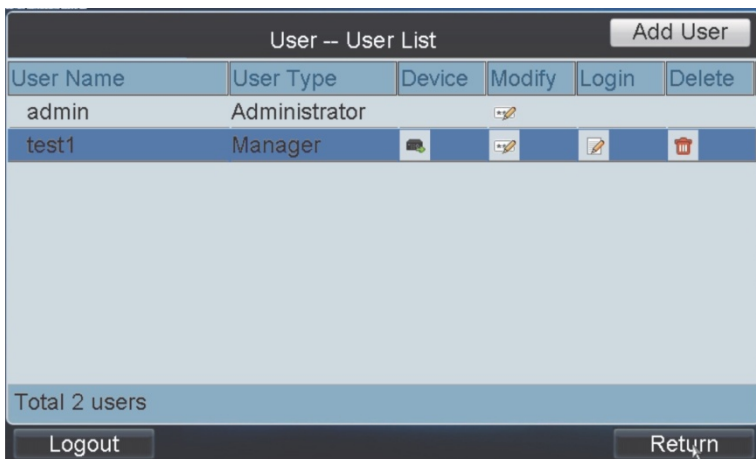 User -- User List
Add User
User Name User Type Device Modify Login Delete
admin Administrator
test1 Manager
Total 2 users
Logout Return